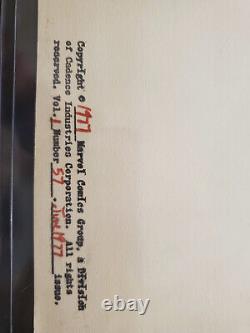 Copyright © 1977 Marvel Comics Group, a Division
of Cadence Industries Corporation. All rights
reserved. Vol. 1 Number 57. June 1977 issue.
ebay